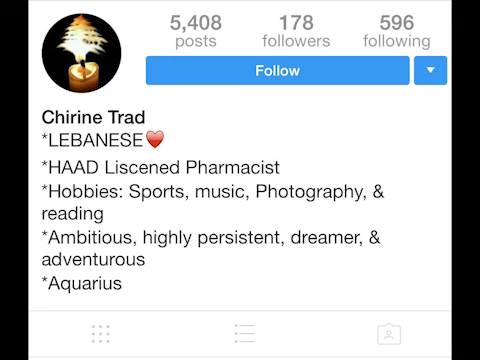 5,408 178 596
posts followers following
Follow
Chirine Trad
*LEBANESE♥️
*HAAD Liscened Pharmacist
*Hobbies: Sports, music, Photography, &
reading
*Ambitious, highly persistent, dreamer, &
adventurous
*Aquarius